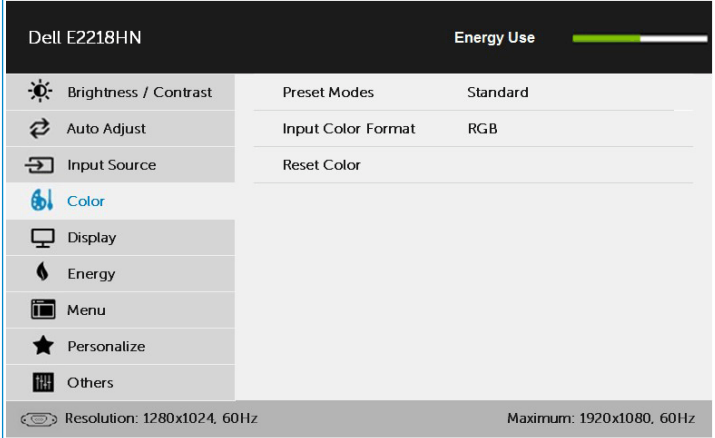 Dell E2218HN Energy Use
Brightness / Contrast Preset Modes Standard
Auto Adjust Input Color Format RGB
Input Source Reset Color
Color
Display
Energy
Menu
Personalize
Others
Resolution: 1280x1024, 60Hz Maximum: 1920x1080, 60Hz